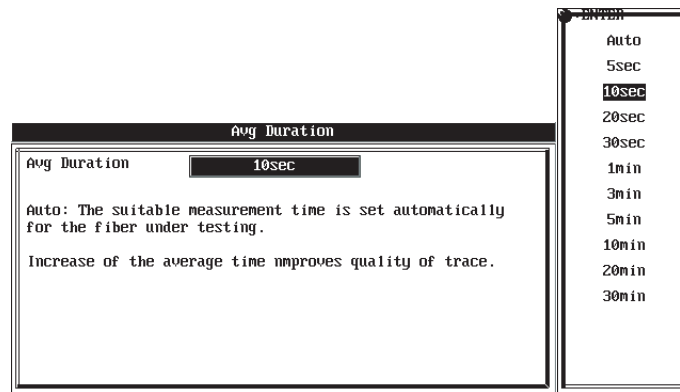 Avg Duration
Avg Duration 10sec
Auto: The suitable measurement time is set automatically
for the fiber under testing.
Increase of the average time nmproves quality of trace.
ENTER
Auto
5sec
10sec
20sec
30sec
1min
3min
5min
10min
20min
30min